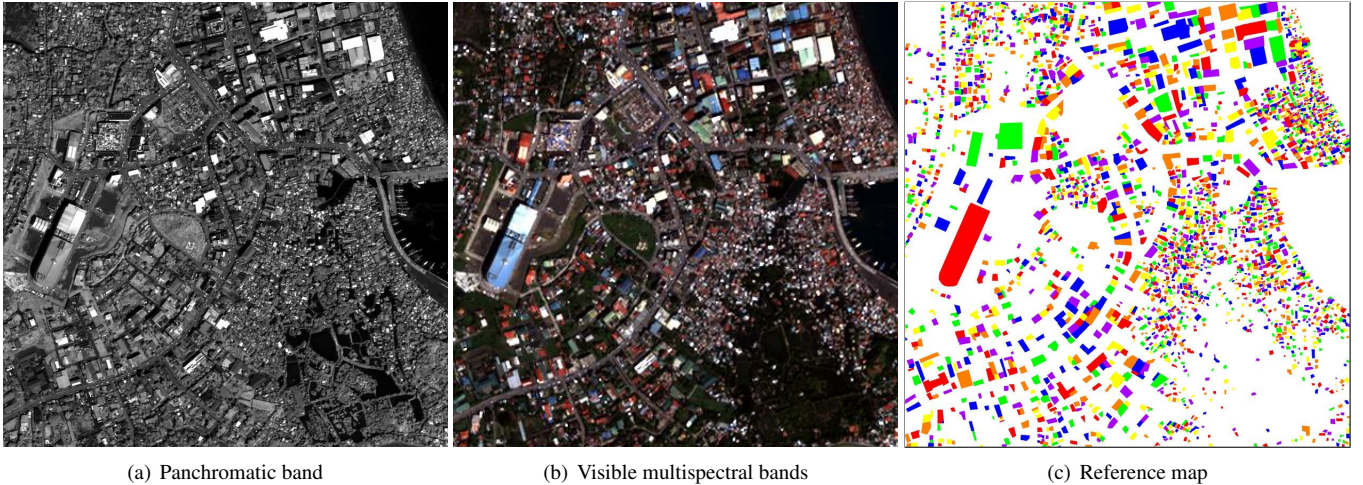 (a) Panchromatic band
(b) Visible multispectral bands
(c) Reference map